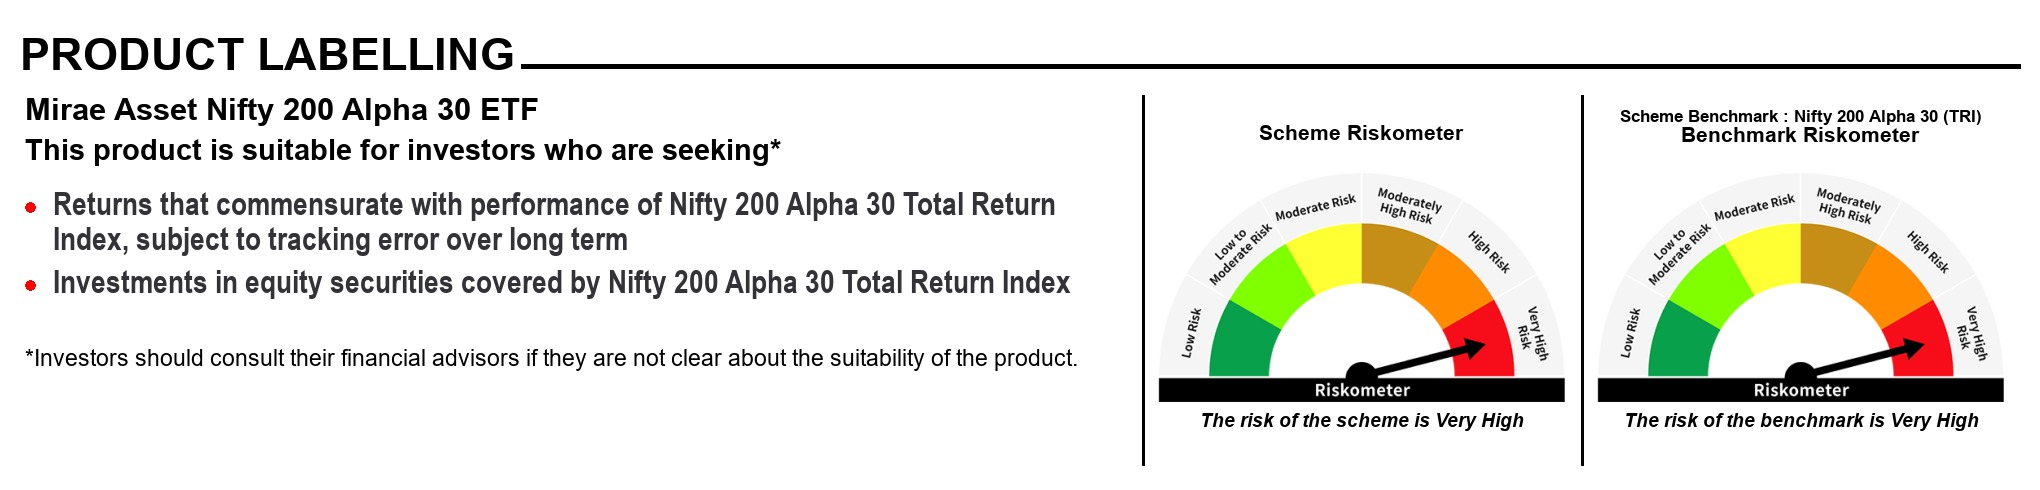 PRODUCT LABELLING
Mirae Asset Nifty 200 Alpha 30 ETF
This product is suitable for investors who are seeking*
Returns that commensurate with performance of Nifty 200 Alpha 30 Total Return
Index, subject to tracking error over long term
Investments in equity securities covered by Nifty 200 Alpha 30 Total Return Index
*Investors should consult their financial advisors if they are not clear about the suitability of the product.
Scheme Riskometer
Low Risk
Low to
Moderate Risk
Moderate Risk
Moderately
High Risk
High Risk
Very High
Risk
Riskometer
The risk of the scheme is Very High
Scheme Benchmark : Nifty 200 Alpha 30 (TRI)
Benchmark Riskometer
Low Risk
Low to
Moderate Risk
Moderate Risk
Moderately
High Risk
High Risk
Very High
Risk
Riskometer
The risk of the benchmark is Very High